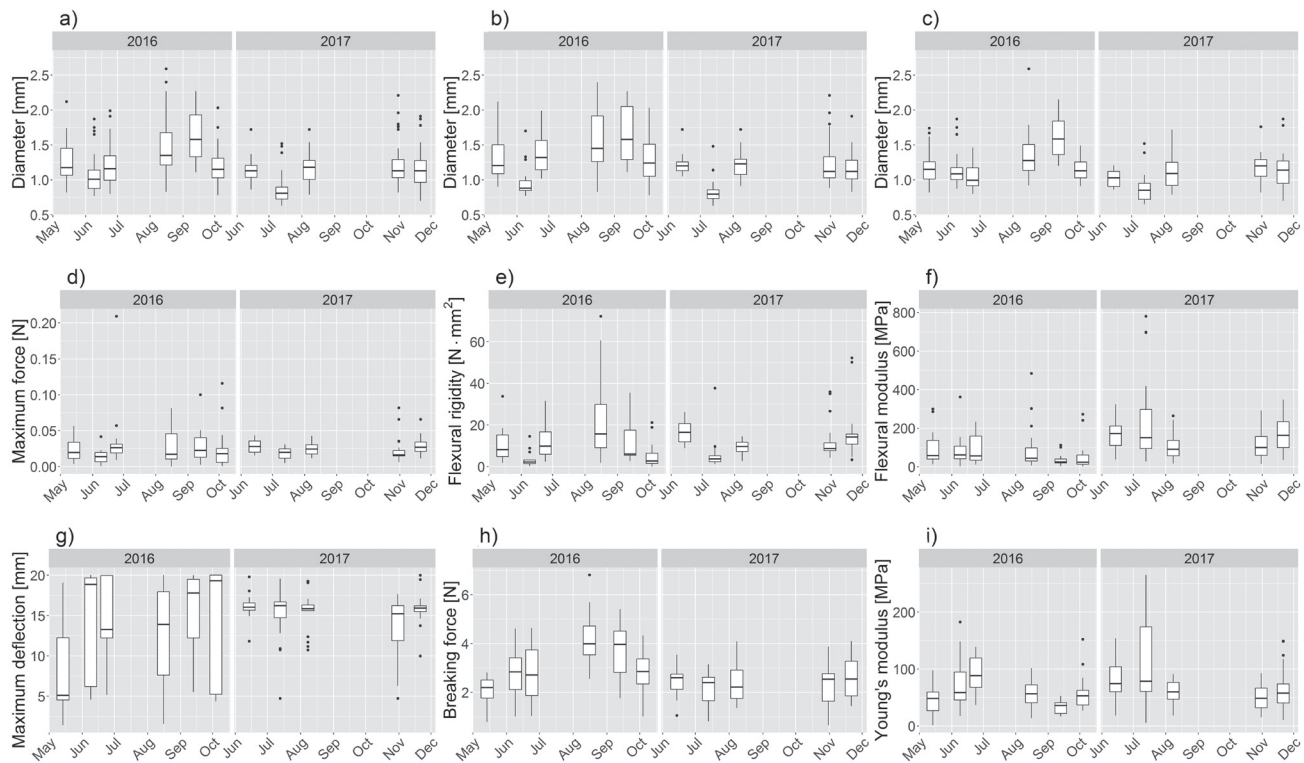 a)
2016 2017
Diameter [mm]
2.5
2.0
1.5
1.0
0.5
May Jun Jul Aug Sep Oct Jun Jul Aug Sep Oct Nov Dec
b)
2016 2017
Diameter [mm]
2.5
2.0
1.5
1.0
0.5
May Jun Jul Aug Sep Oct Jun Jul Aug Sep Oct Nov Dec
c)
2016 2017
Diameter [mm]
2.5
2.0
1.5
1.0
0.5
May Jun Jul Aug Sep Oct Jun Jul Aug Sep Oct Nov Dec
d)
2016 2017
Maximum force [N]
0.20
0.15
0.10
0.05
0.00
May Jun Jul Aug Sep Oct Jun Jul Aug Sep Oct Nov Dec
e)
2016 2017
Flexural rigidity [N · mm²]
60
40
20
0
May Jun Jul Aug Sep Oct Jun Jul Aug Sep Oct Nov Dec
f)
2016 2017
Flexural modulus [MPa]
800
600
400
200
0
May Jun Jul Aug Sep Oct Jun Jul Aug Sep Oct Nov Dec
g)
2016 2017
Maximum deflection [mm]
20
15
10
5
May Jun Jul Aug Sep Oct Jun Jul Aug Sep Oct Nov Dec
h)
2016 2017
Breaking force [N]
6
4
2
May Jun Jul Aug Sep Oct Jun Jul Aug Sep Oct Nov Dec
i)
2016 2017
Young's modulus [MPa]
200
100
0
May Jun Jul Aug Sep Oct Jun Jul Aug Sep Oct Nov Dec